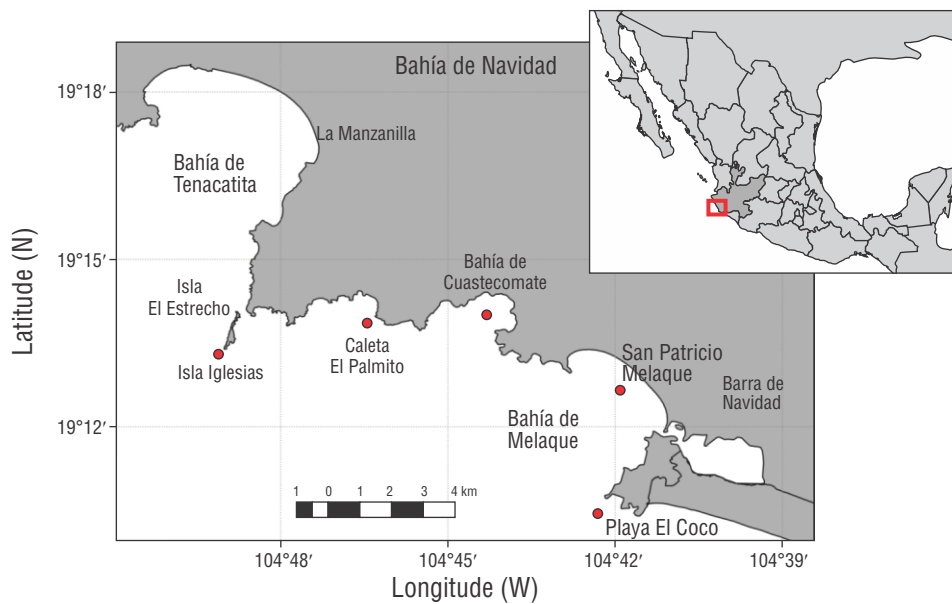 Bahía de Navidad
19°18′
La Manzanilla
Bahía de
Tenacatita
Latitude (N)
19°15′
Bahía de
Cuastecomate
Isla
El Estrecho
Isla Iglesias
Caleta
El Palmito
San Patricio
Melaque
Barra de
Navidad
19°12′
Bahía de
Melaque
1 0 1 2 3 4 km
Playa El Coco
104°48′ 104°45′ 104°42′ 104°39′
Longitude (W)